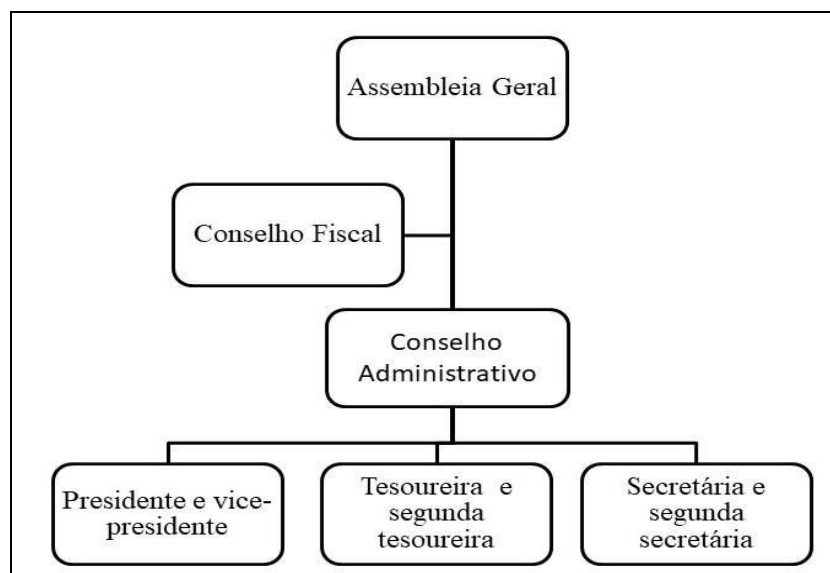 Assembleia Geral
Conselho Fiscal
Conselho
Administrativo
Presidente e vice-
presidente
Tesoureira e
segunda
tesoureira
Secretária e
segunda
secretária